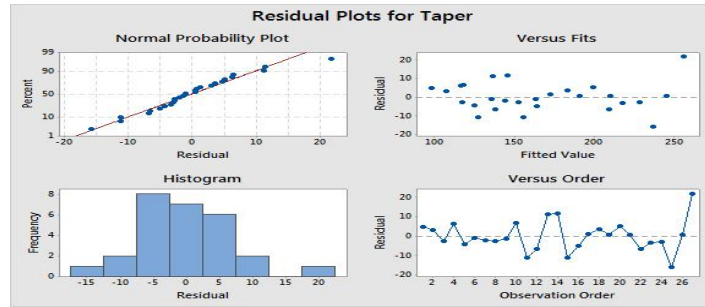 Residual Plots for Taper
Normal Probability Plot
99
90
50
10
1
Percent
-20 -10 0 10 20
Residual
Versus Fits
20
10
0
-10
-20
Residual
100 150 200 250
Fitted Value
Histogram
8
6
4
2
0
Frequency
-15 -10 -5 0 5 10 15 20
Residual
Versus Order
20
10
0
-10
-20
Residual
2 4 6 8 10 12 14 16 18 20 22 24 26
Observation Order